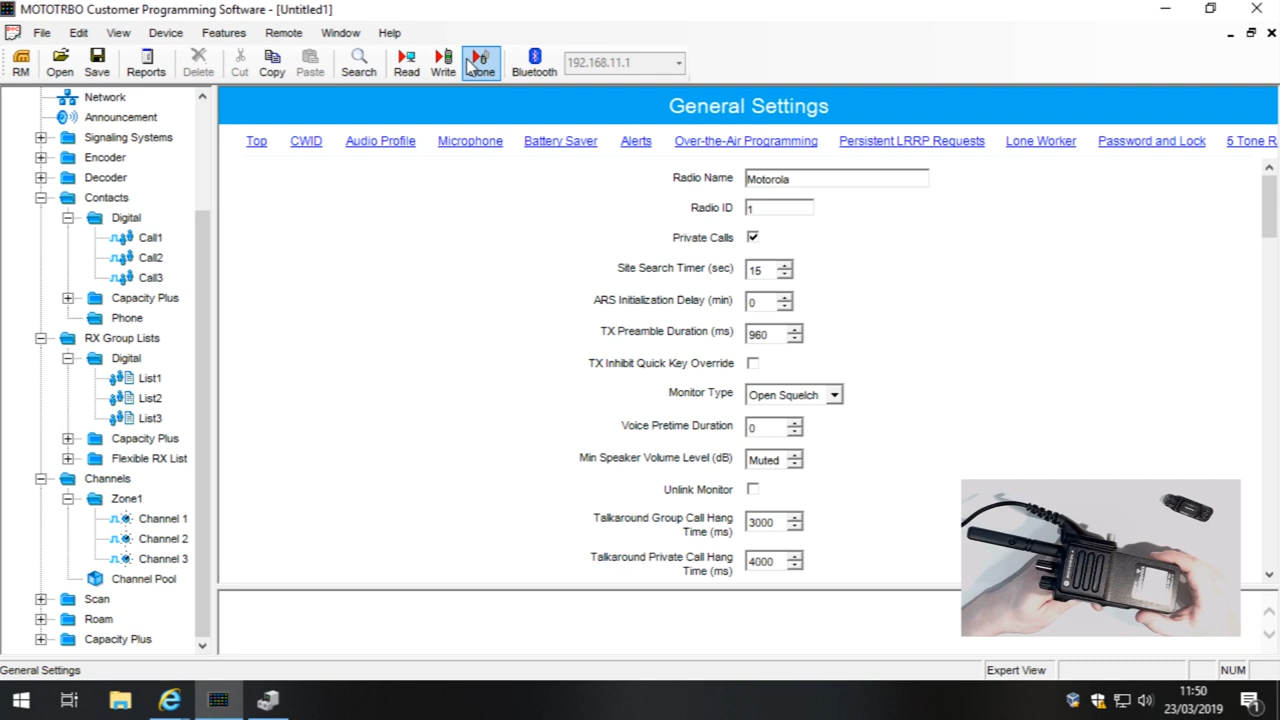 MOTOTRBO Customer Programming Software - [Untitled1]
File Edit View Device Features Remote Window Help
RM Open Save Reports Delete Cut Copy Paste Search Read Write Bluetooth 192.168.11.1
General Settings
Top CWID Audio Profile Microphone Battery Saver Alerts Over-the-Air Programming Persistent LRRP Requests Lone Worker Password and Lock 5 Tone R
Network
Announcement
Signaling Systems
Encoder
Decoder
Contacts
Digital
Call1
Call2
Call3
Capacity Plus
Phone
RX Group Lists
Digital
List1
List2
List3
Capacity Plus
Flexible RX List
Channels
Zone1
Channel 1
Channel 2
Channel 3
Channel Pool
Scan
Roam
Capacity Plus
Radio Name Motorola
Radio ID 1
Private Calls
Site Search Timer (sec) 15
ARS Initialization Delay (min) 0
TX Preamble Duration (ms) 960
TX Inhibit Quick Key Override
Monitor Type Open Squelch
Voice Pretime Duration 0
Min Speaker Volume Level (dB) Muted
Unlink Monitor
Talkaround Group Call Hang
Time (ms) 3000
Talkaround Private Call Hang
Time (ms) 4000
General Settings Expert View NUM
11:50
23/03/2019
1